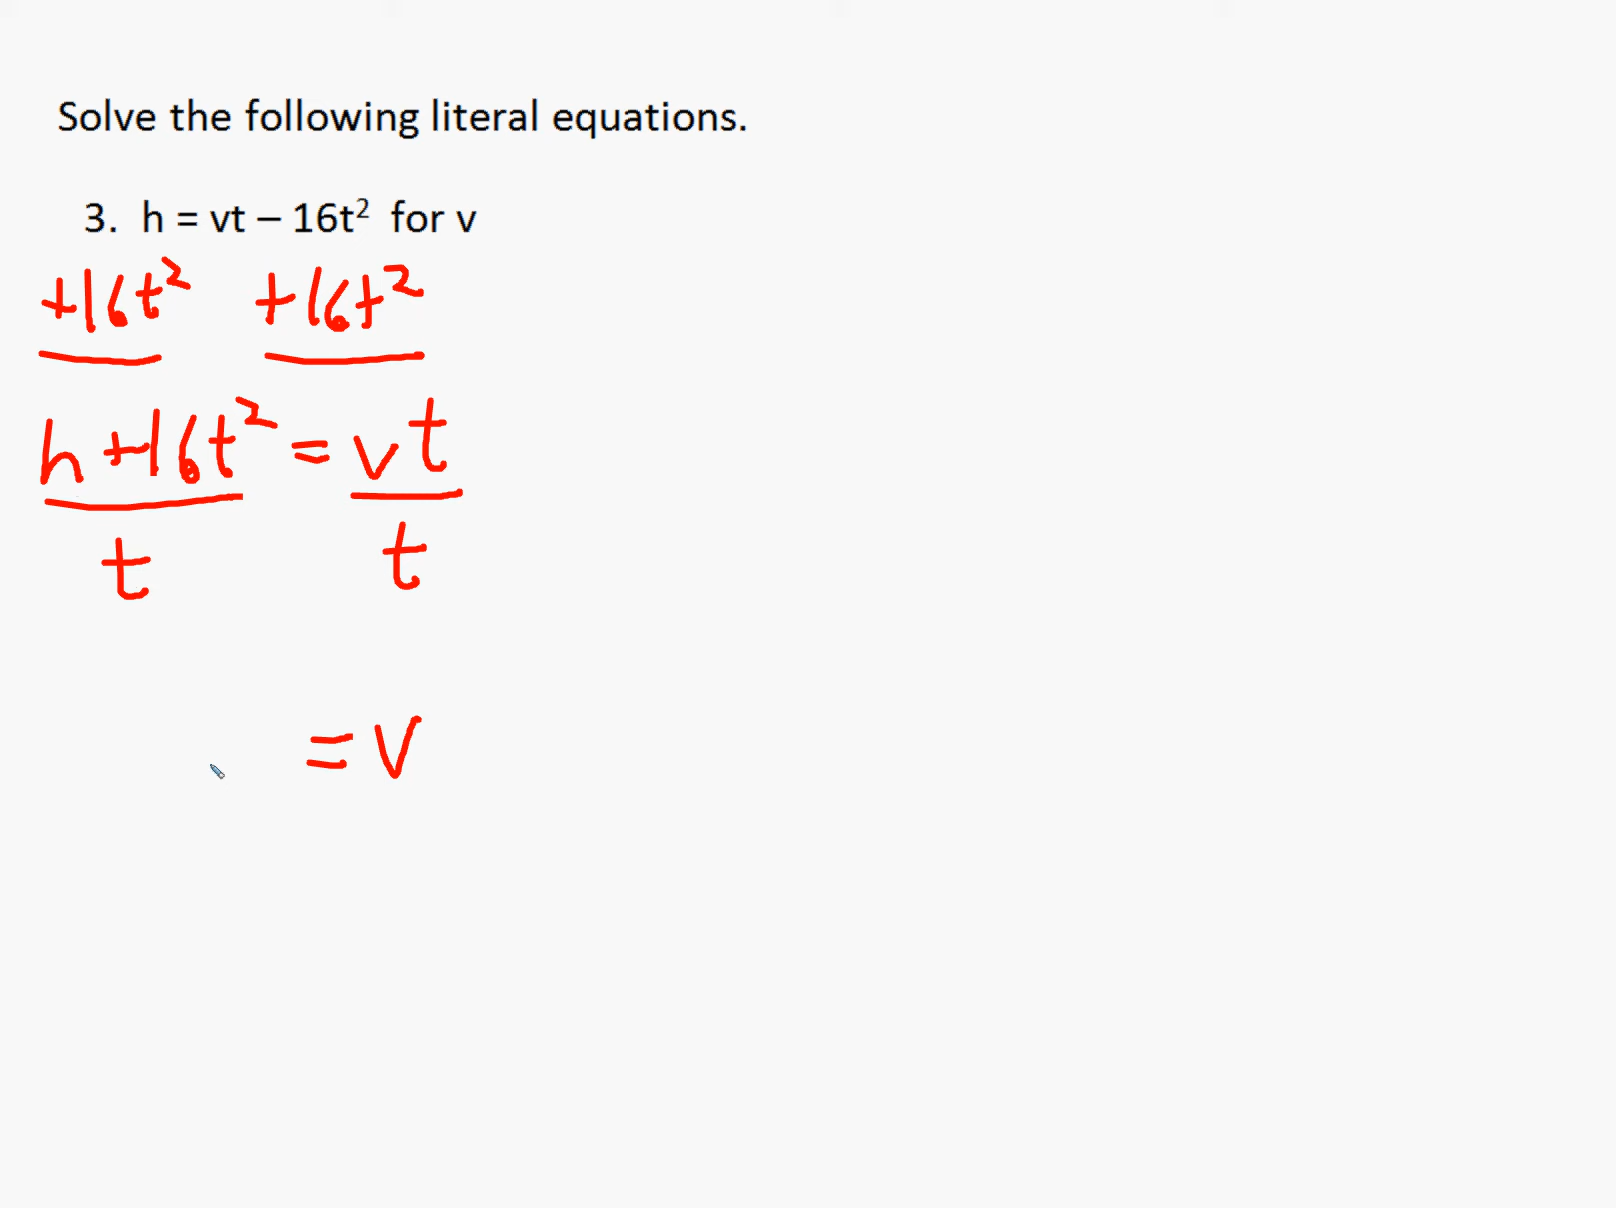 Solve the following literal equations.
3. h = vt – 16t² for v
+16t² +16t²
h+16t² = vt
t t
= v